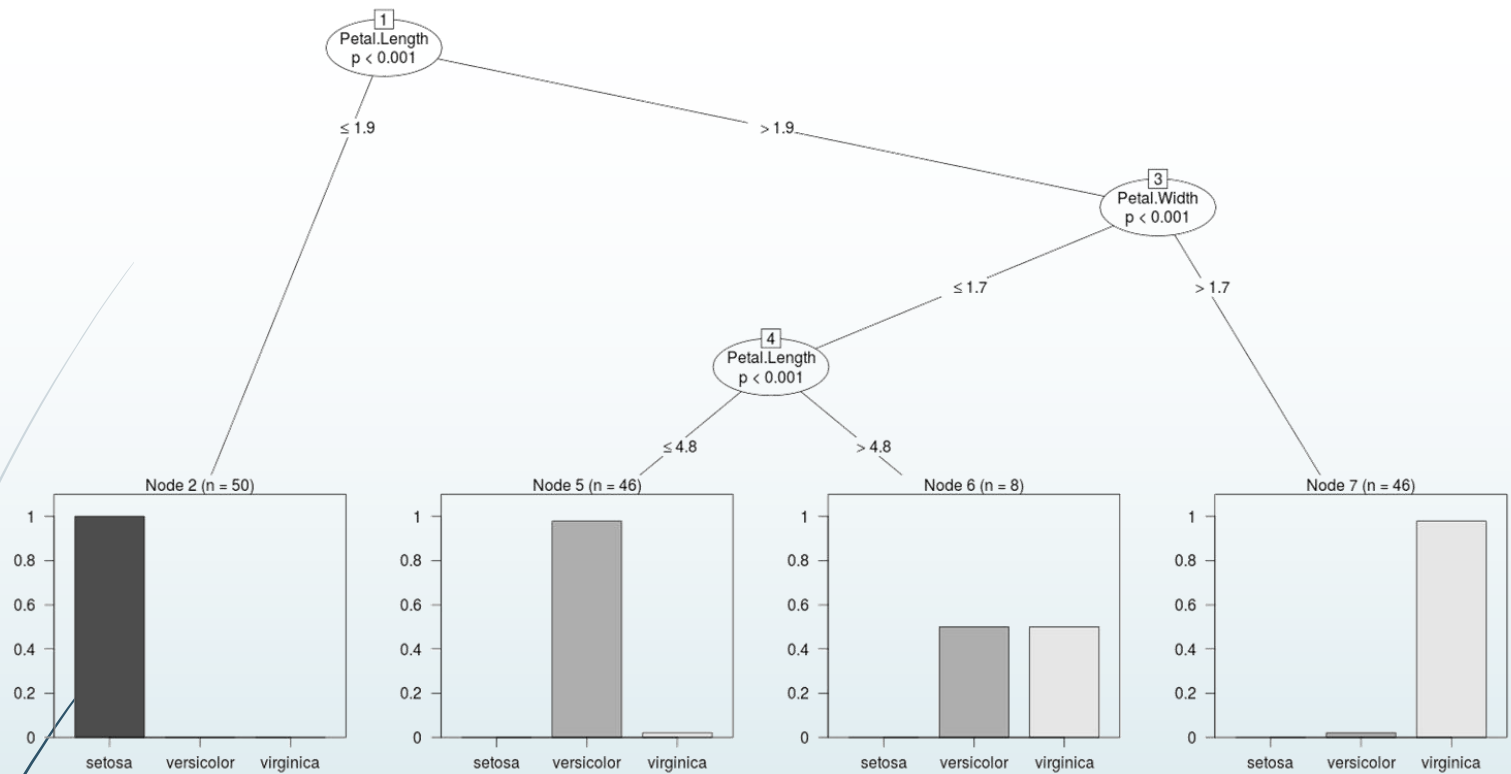 1
Petal.Length
p < 0.001
≤ 1.9
> 1.9
3
Petal.Width
p < 0.001
≤ 1.7
> 1.7
4
Petal.Length
p < 0.001
≤ 4.8
> 4.8
Node 2 (n = 50)
1
0.8
0.6
0.4
0.2
0
setosa versicolor virginica
Node 5 (n = 46)
1
0.8
0.6
0.4
0.2
0
setosa versicolor virginica
Node 6 (n = 8)
1
0.8
0.6
0.4
0.2
0
setosa versicolor virginica
Node 7 (n = 46)
1
0.8
0.6
0.4
0.2
0
setosa versicolor virginica